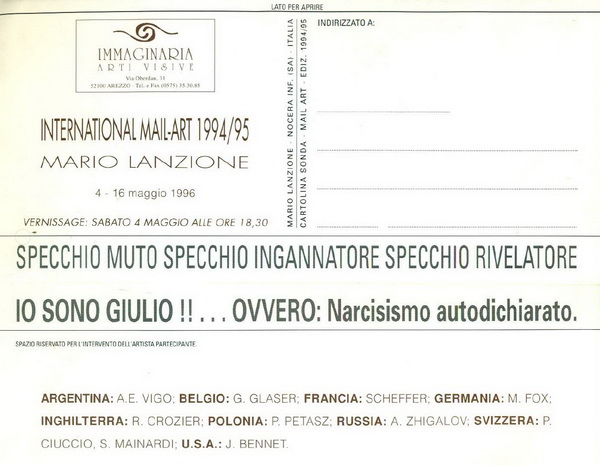 LATO PER APRIRE
IMMAGINARIA
ARTI VISIVE
Via Oberdan, 51
52100 AREZZO - Tel. e Fax (0575) 35.30.85
INTERNATIONAL MAIL-ART 1994/95
MARIO LANZIONE
4 - 16 maggio 1996
VERNISSAGE: SABATO 4 MAGGIO ALLE ORE 18,30
MARIO LANZIONE - NOCERA INF. (SA) - ITALIA
CARTOLINA SONDA - MAIL ART - EDIZ. 1994/95
INDIRIZZATO A:
SPECCHIO MUTO SPECCHIO INGANNATORE SPECCHIO RIVELATORE
IO SONO GIULIO !! . . . OVVERO: Narcisismo autodichiarato.
SPAZIO RISERVATO PER L'INTERVENTO DELL'ARTISTA PARTECIPANTE.
ARGENTINA: A.E. VIGO; BELGIO: G. GLASER; FRANCIA: SCHEFFER; GERMANIA: M. FOX;
INGHILTERRA: R. CROZIER; POLONIA: P. PETASZ; RUSSIA: A. ZHIGALOV; SVIZZERA: P.
CIUCCIO, S. MAINARDI; U.S.A.: J. BENNET.